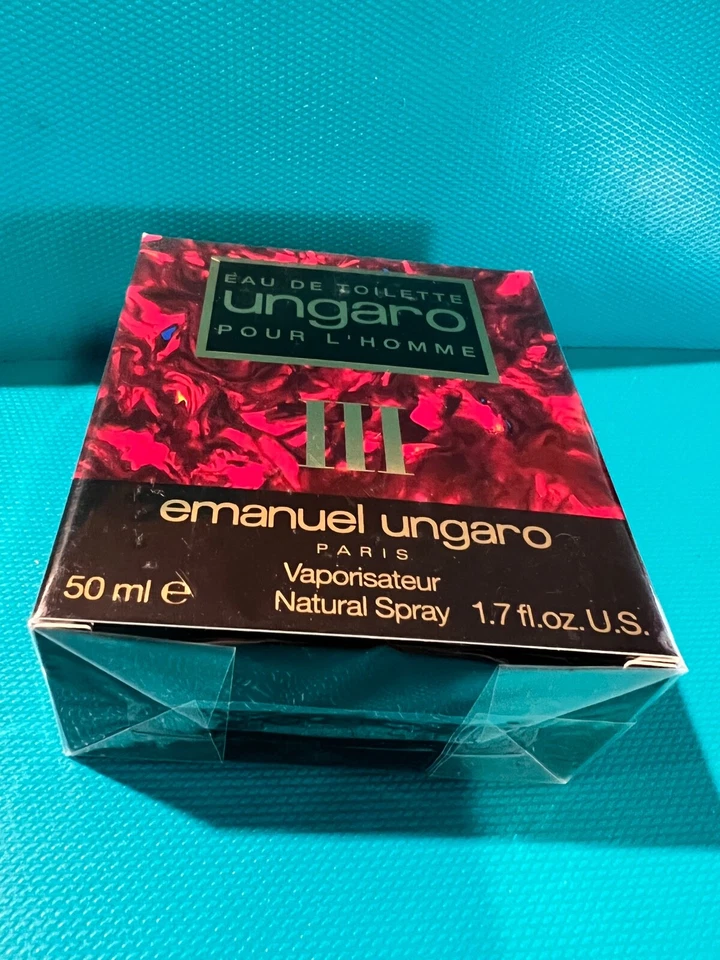 EAU DE TOILETTE
ungaro
POUR L'HOMME
III
emanuel ungaro
PARIS
Vaporisateur
50 ml e Natural Spray 1.7 fl.oz.U.S.